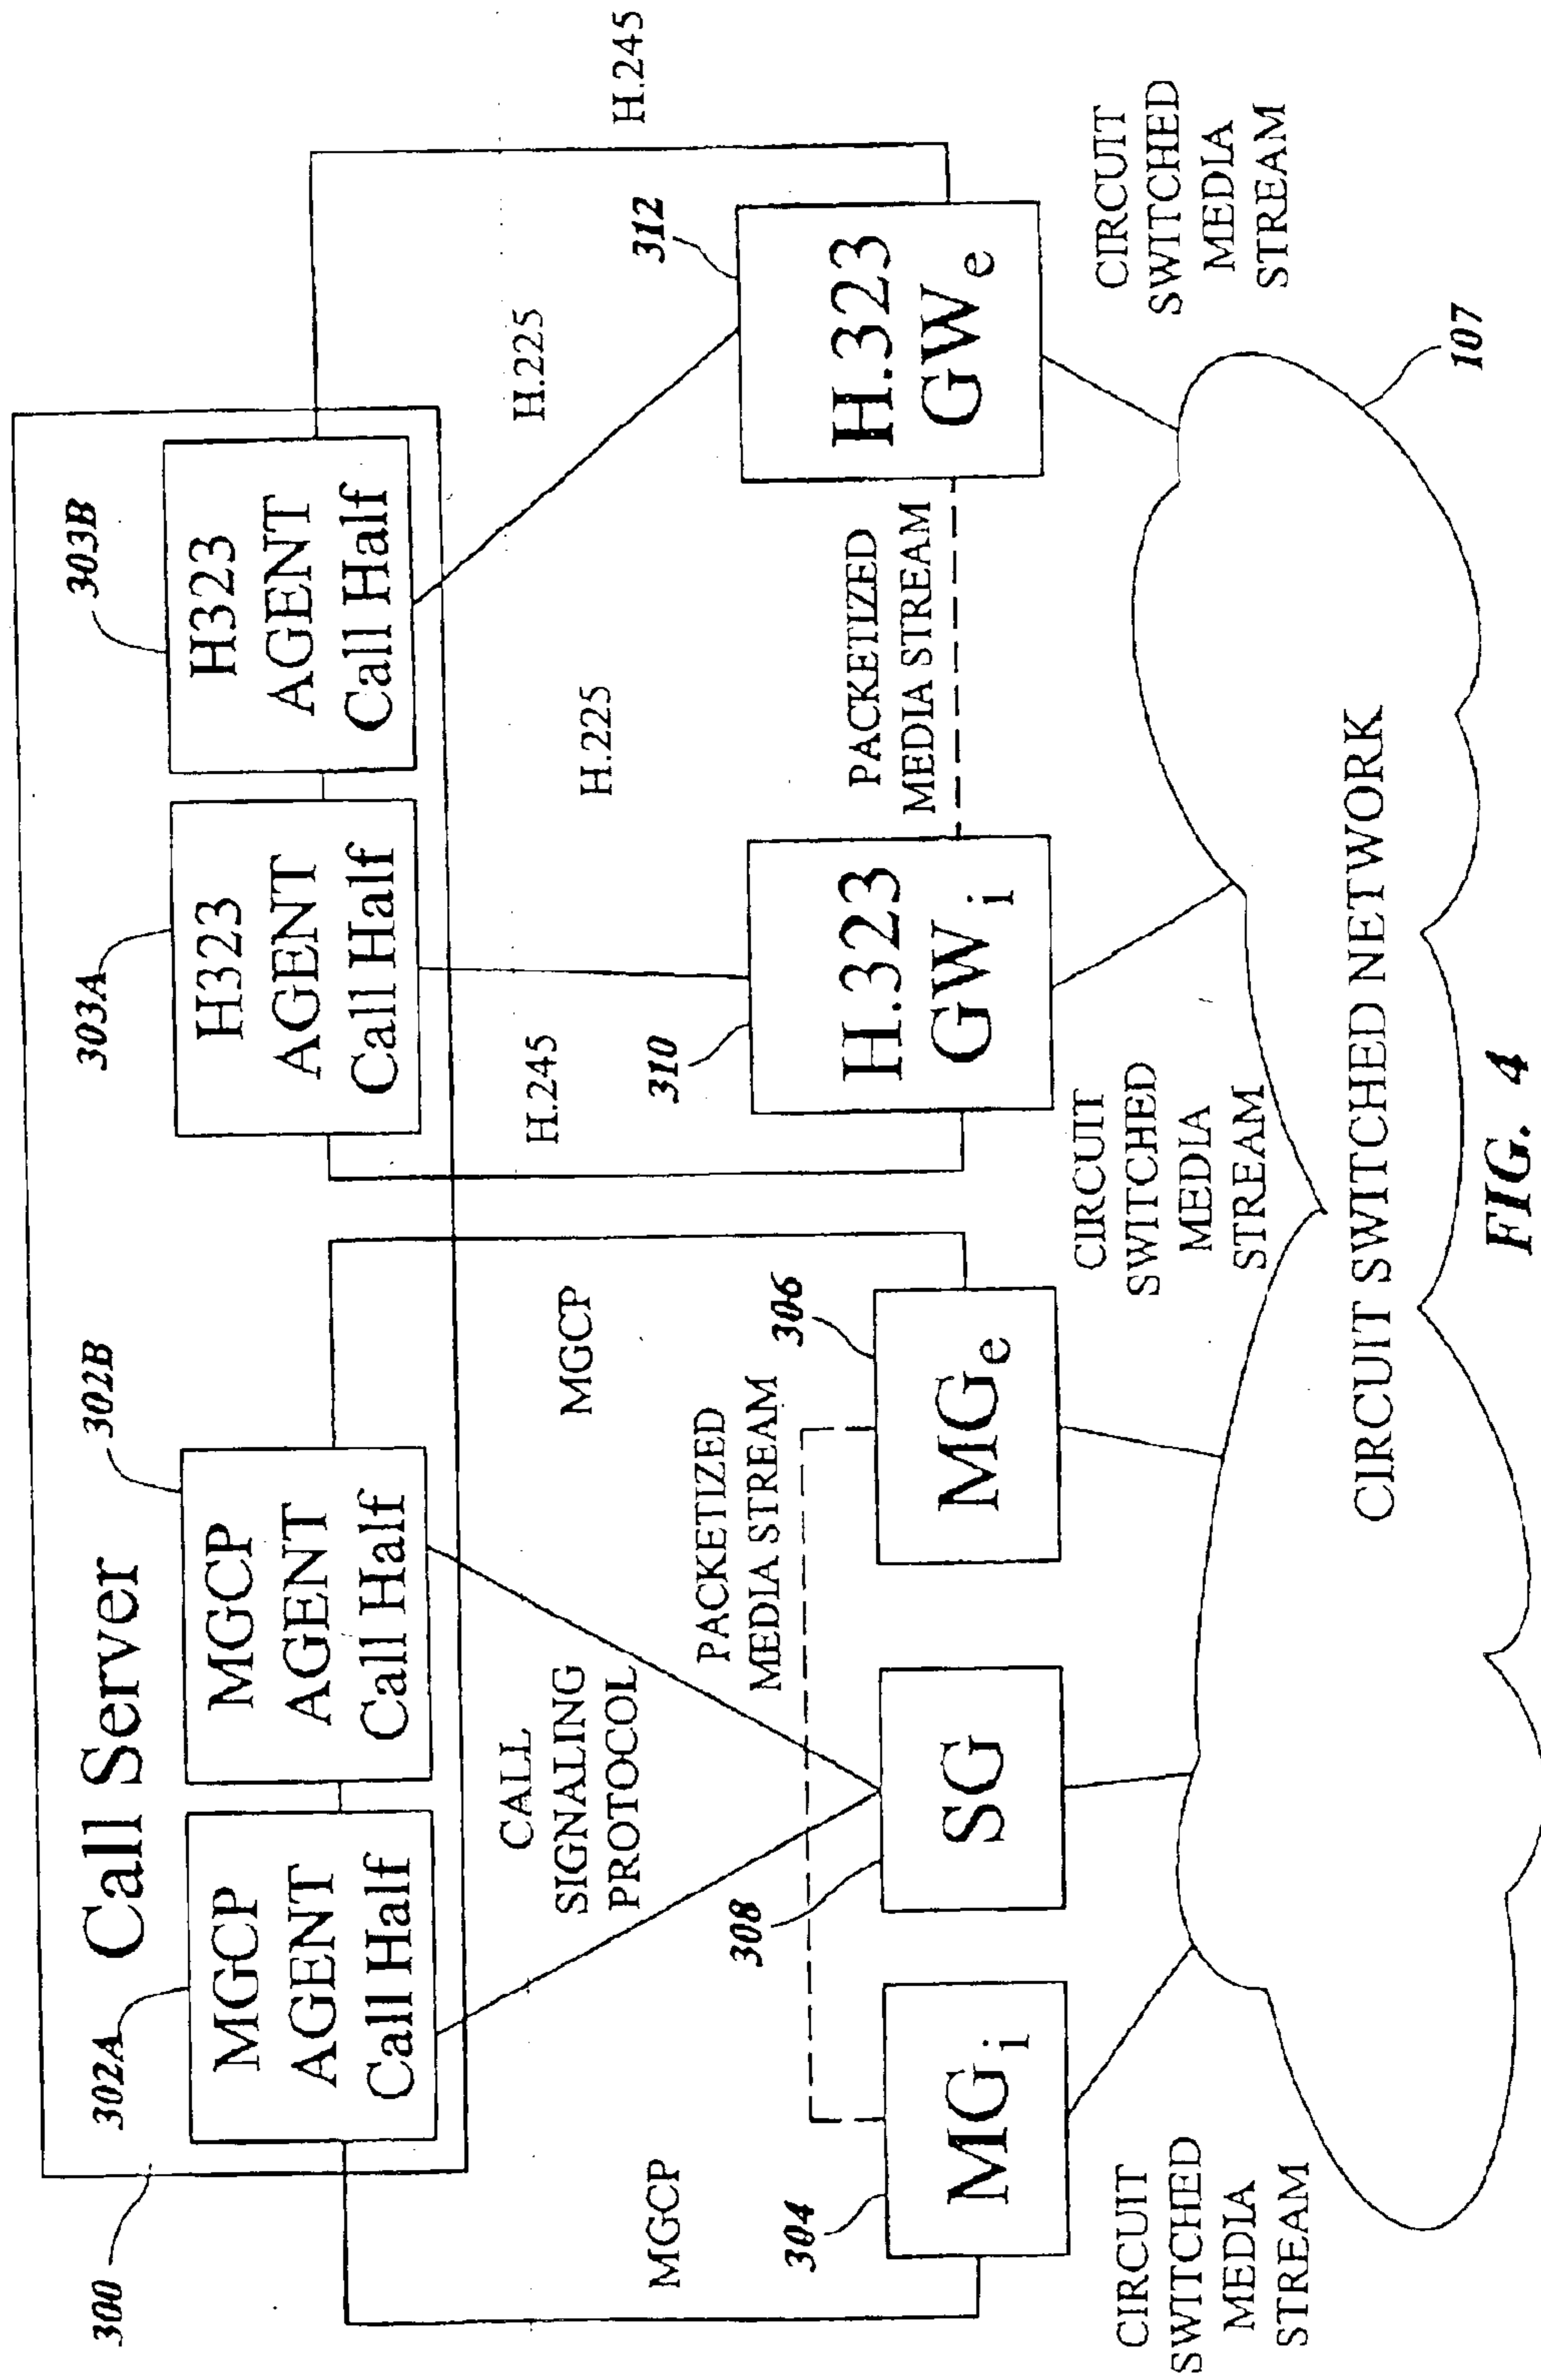 300
Call Server
302A
MGCP
AGENT
Call Half
302B
MGCP
AGENT
Call Half
303A
H323
AGENT
Call Half
303B
H323
AGENT
Call Half
MGCP
CALL
SIGNALING
PROTOCOL
MGCP
H.245
H.225
H.225
H.245
PACKETIZED
MEDIA STREAM
304
MGi
308
SG
306
MGe
310
H.323
GWi
PACKETIZED
MEDIA STREAM
312
H.323
GWe
CIRCUIT
SWITCHED
MEDIA
STREAM
CIRCUIT
SWITCHED
MEDIA
STREAM
CIRCUT
SWITCHED
MEDIA
STREAM
CIRCUIT SWITCHED NETWORK
107
FIG. 4